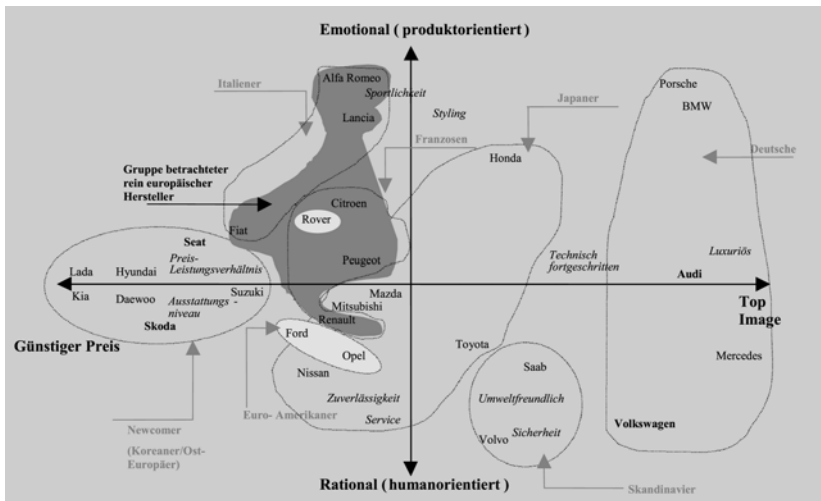 Emotional ( produktorientiert )
Porsche
Alfa Romeo
Italiener
Sportlichceit
Japaner
BMW
Styling
Lancia
Franzosen
Deutsche
Honda
Gruppe betrachteter
rein europäischer
Hersteller
Citroen
Rover
Fiat
Seat
Preis-
Leistungsverhältnis
Peugeot
Technisch
fortgeschritten
Luxuriös
Lada
Hyundai
Audi
Kia
Daewoo
Ausstattungs -
niveau
Suzuki
Mazda
Mitsubishi
Top
Image
Skoda
Renault
Günstiger Preis
Ford
Opel
Toyota
Mercedes
Nissan
Saab
Zuverlässigkeit
Umweltfreundlich
Euro- Amerikaner
Service
Newcomer
(Koreaner/Ost-
Europäer)
Volvo
Sicherheit
Volkswagen
Rational ( humanorientiert )
Skandinavier